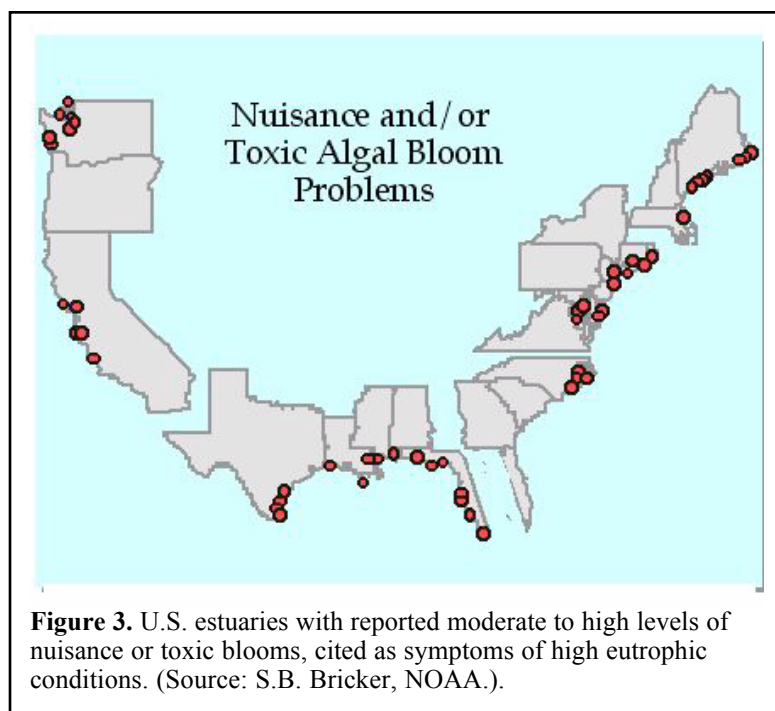 Nuisance and/or
Toxic Algal Bloom
Problems
Figure 3. U.S. estuaries with reported moderate to high levels of
nuisance or toxic blooms, cited as symptoms of high eutrophic
conditions. (Source: S.B. Bricker, NOAA.).